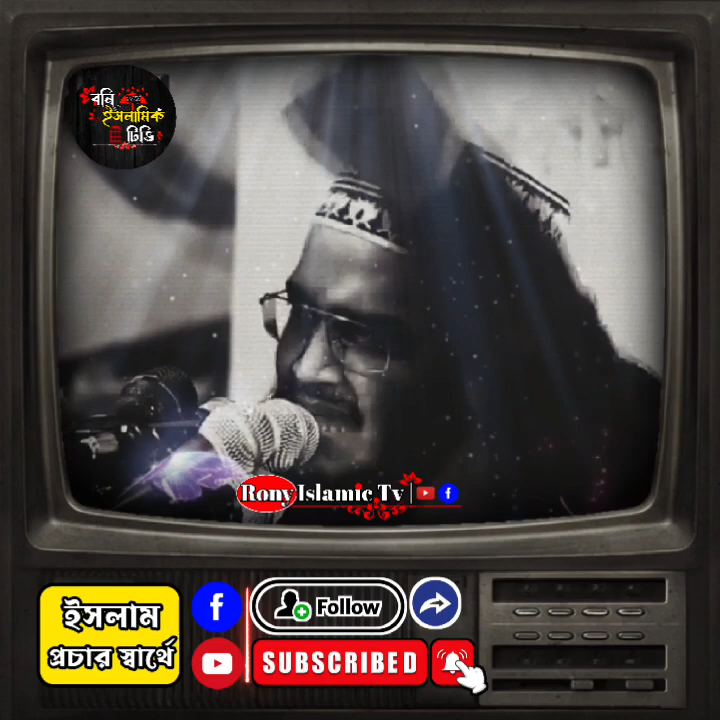 রনি
ইসলামিক
টিভি
Rony Islamic Tv
ইসলাম
প্রচার স্বার্থে
Follow
SUBSCRIBED